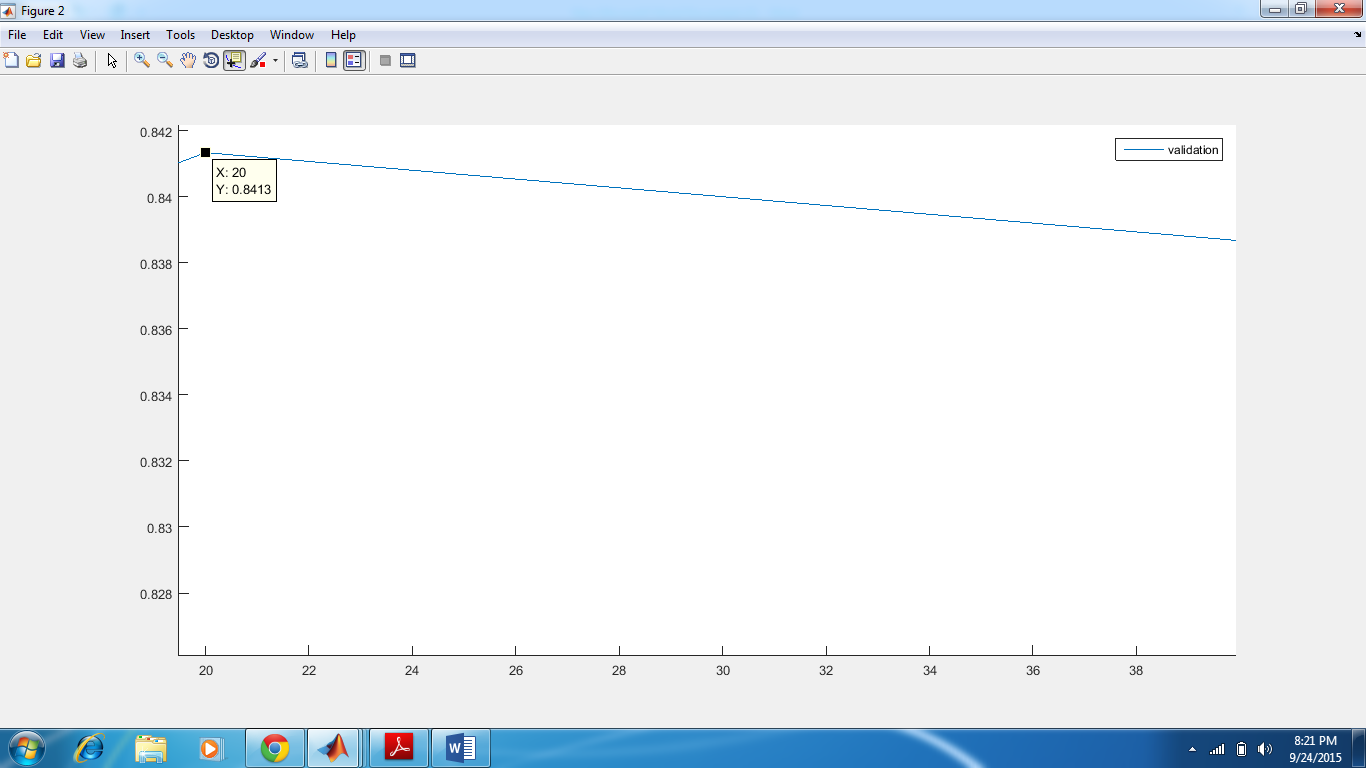 Figure 2
File Edit View Insert Tools Desktop Window Help
0.842
0.84
0.838
0.836
0.834
0.832
0.83
0.828
validation
X: 20
Y: 0.8413
20 22 24 26 28 30 32 34 36 38
8:21 PM
9/24/2015